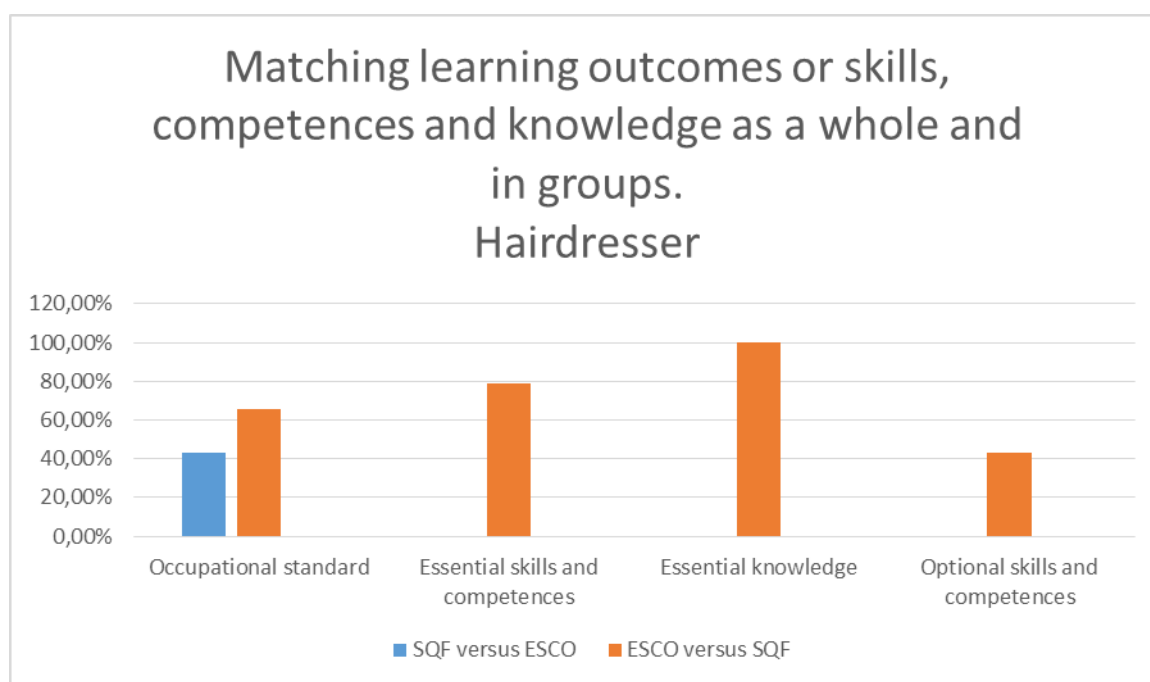 Matching learning outcomes or skills,
competences and knowledge as a whole and
in groups.
Hairdresser
120,00%
100,00%
80,00%
60,00%
40,00%
20,00%
0,00%
Occupational standard
Essential skills and
competences
Essential knowledge
Optional skills and
competences
SQF versus ESCO
ESCO versus SQF